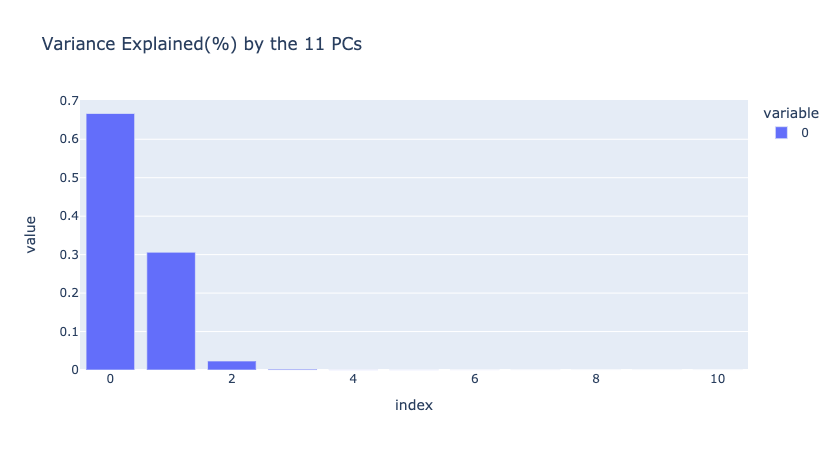 Variance Explained(%) by the 11 PCs
variable
0
0.7
0.6
0.5
0.4
0.3
0.2
0.1
0
value
0 2 4 6 8 10
index